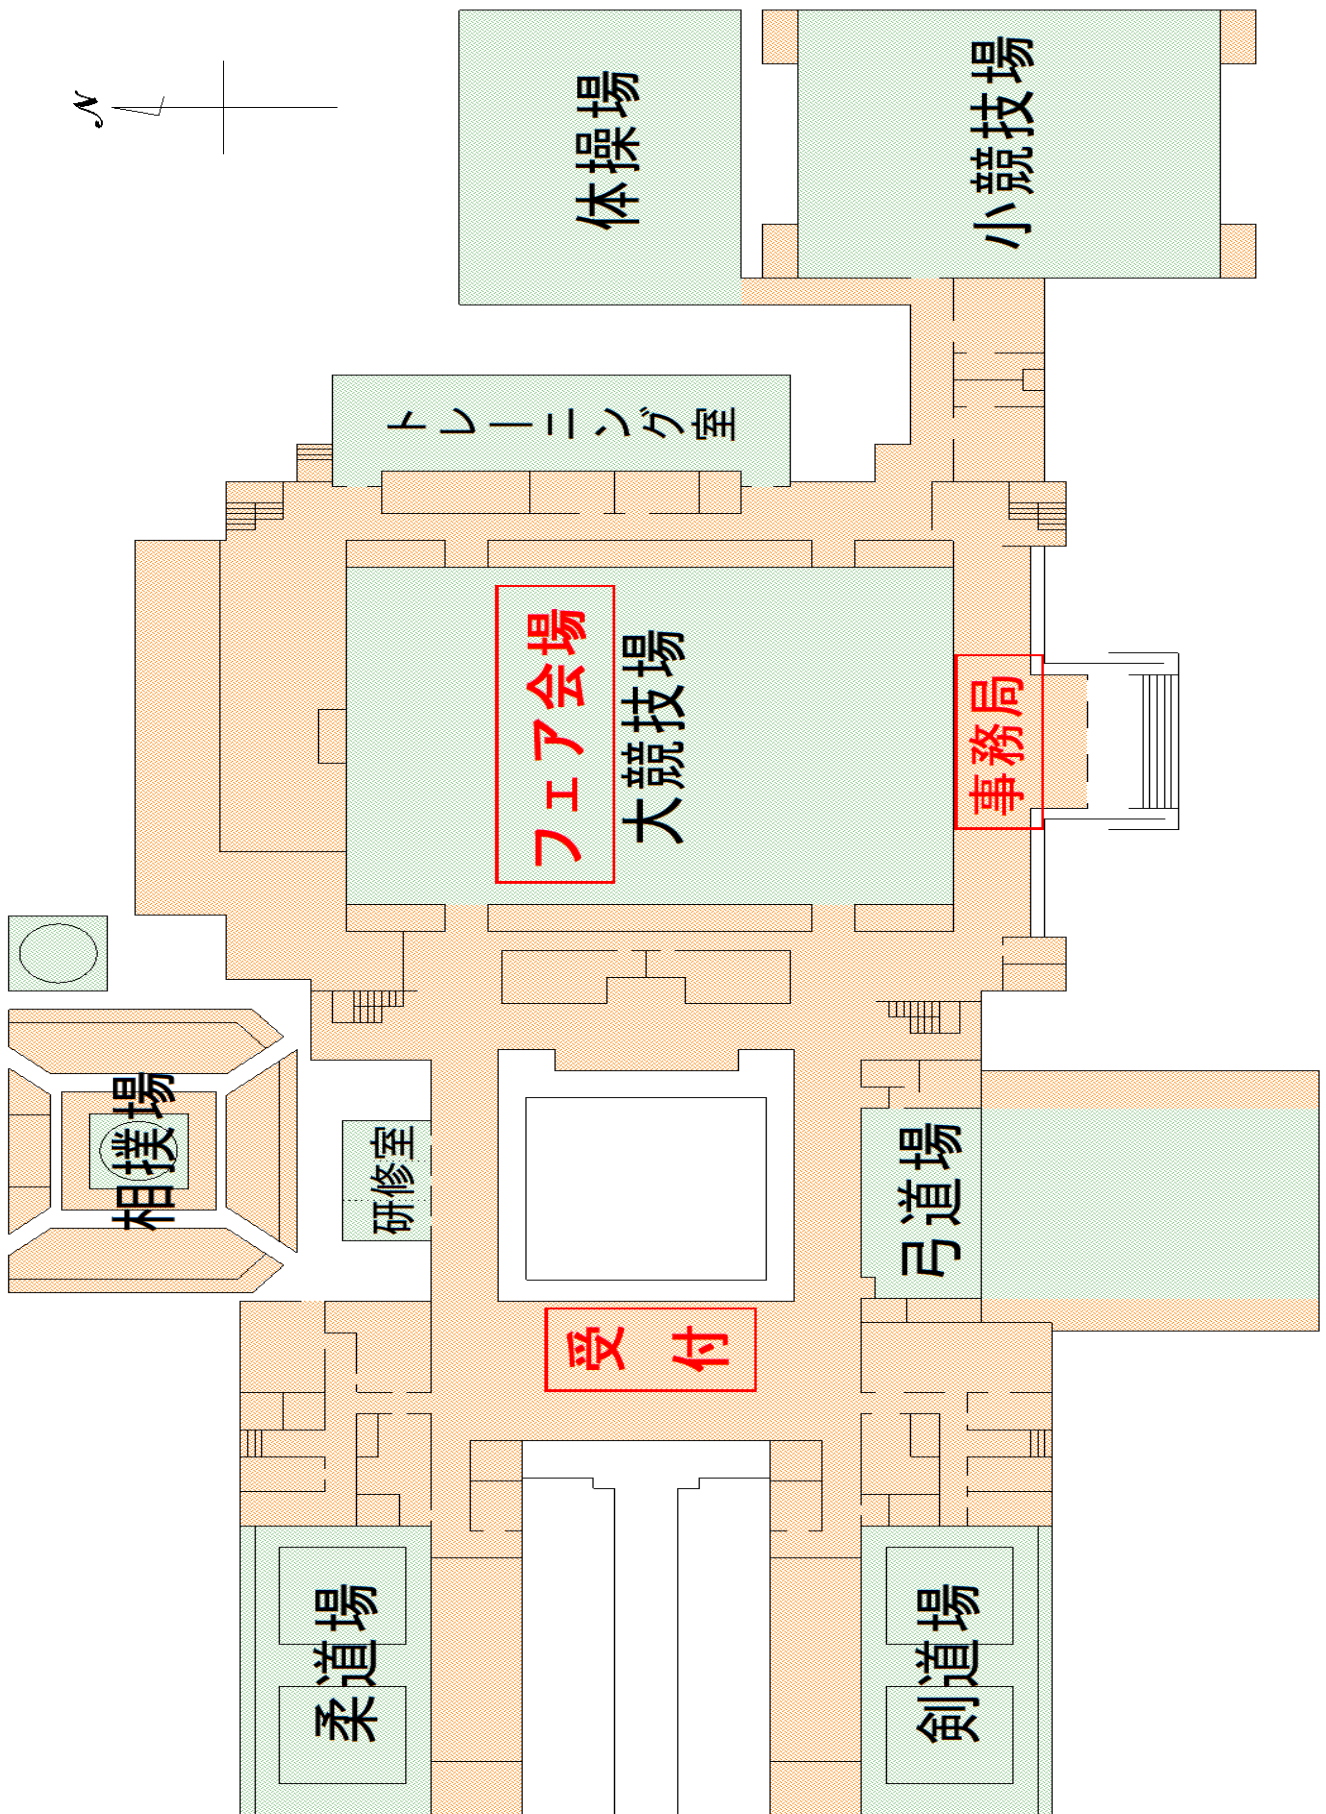 N
体操場
小競技場
トレーニング室
フェア会場
大競技場
事務局
相撲場
研修室
弓道場
受付
柔道場
剣道場